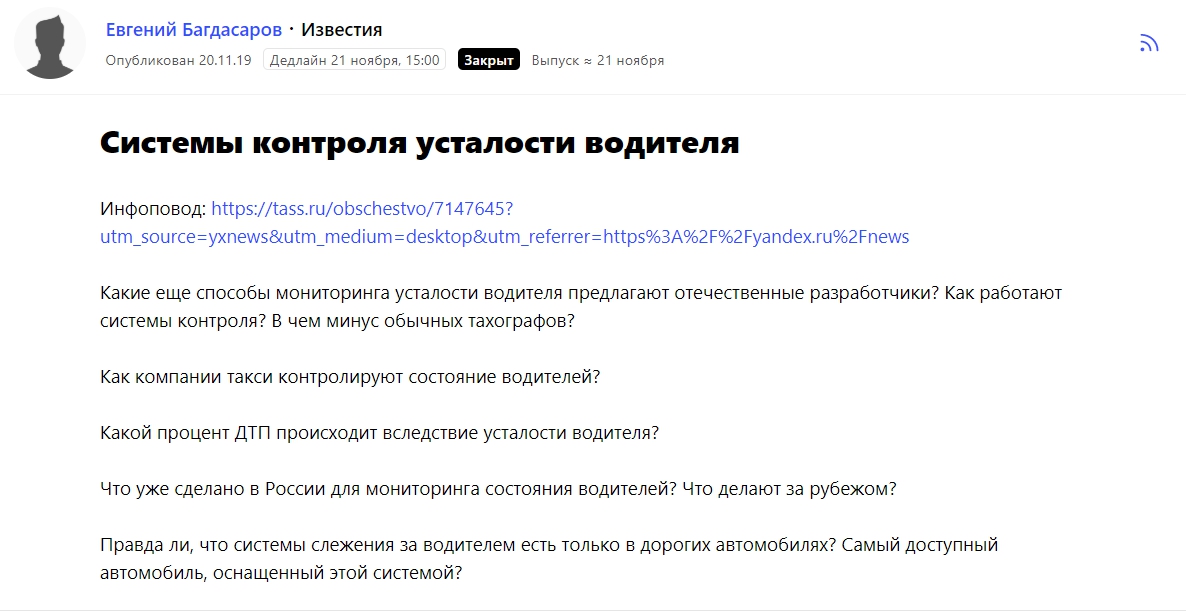 Евгений Багдасаров · Известия
Опубликован 20.11.19 Дедлайн 21 ноября, 15:00 Закрыт Выпуск ≈ 21 ноября
Системы контроля усталости водителя
Инфоповод: https://tass.ru/obschestvo/7147645?
utm_source=yxnews&utm_medium=desktop&utm_referrer=https%3A%2F%2Fyandex.ru%2Fnews
Какие еще способы мониторинга усталости водителя предлагают отечественные разработчики? Как работают
системы контроля? В чем минус обычных тахографов?
Как компании такси контролируют состояние водителей?
Какой процент ДТП происходит вследствие усталости водителя?
Что уже сделано в России для мониторинга состояния водителей? Что делают за рубежом?
Правда ли, что системы слежения за водителем есть только в дорогих автомобилях? Самый доступный
автомобиль, оснащенный этой системой?